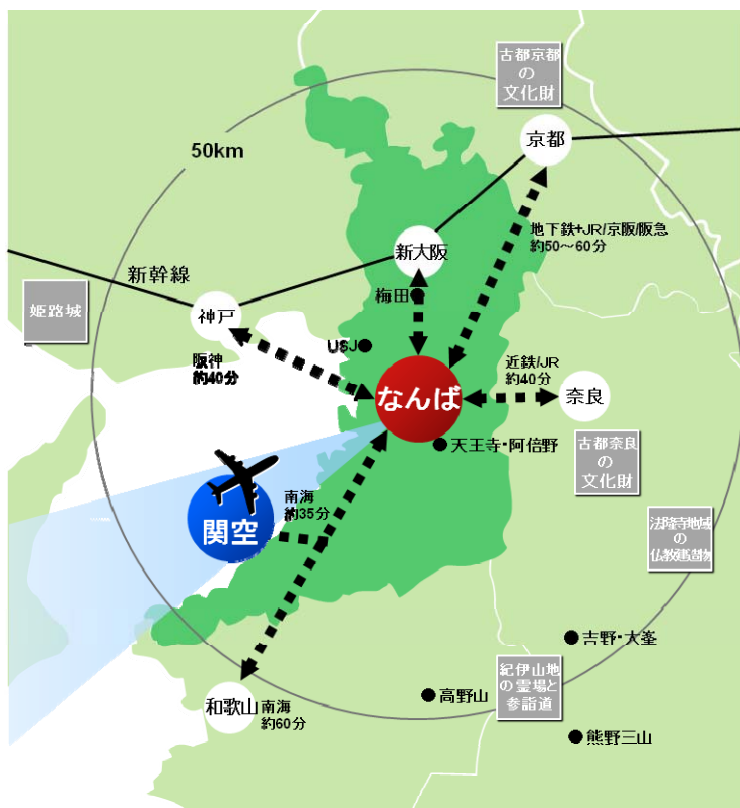 古都京都
の
文化財
京都
50km
地下鉄+JR/京阪/阪急
約50〜60分
新大阪
新幹線
梅田
姫路城
神戸
USJ
阪神
約40分
近鉄/JR
約40分
なんば
奈良
天王寺・阿倍野
古都奈良
の
文化財
南海
約35分
関空
法隆寺地域
の
仏教建造物
吉野・大峯
紀伊山地
の霊場と
参詣道
高野山
和歌山
南海
約60分
熊野三山